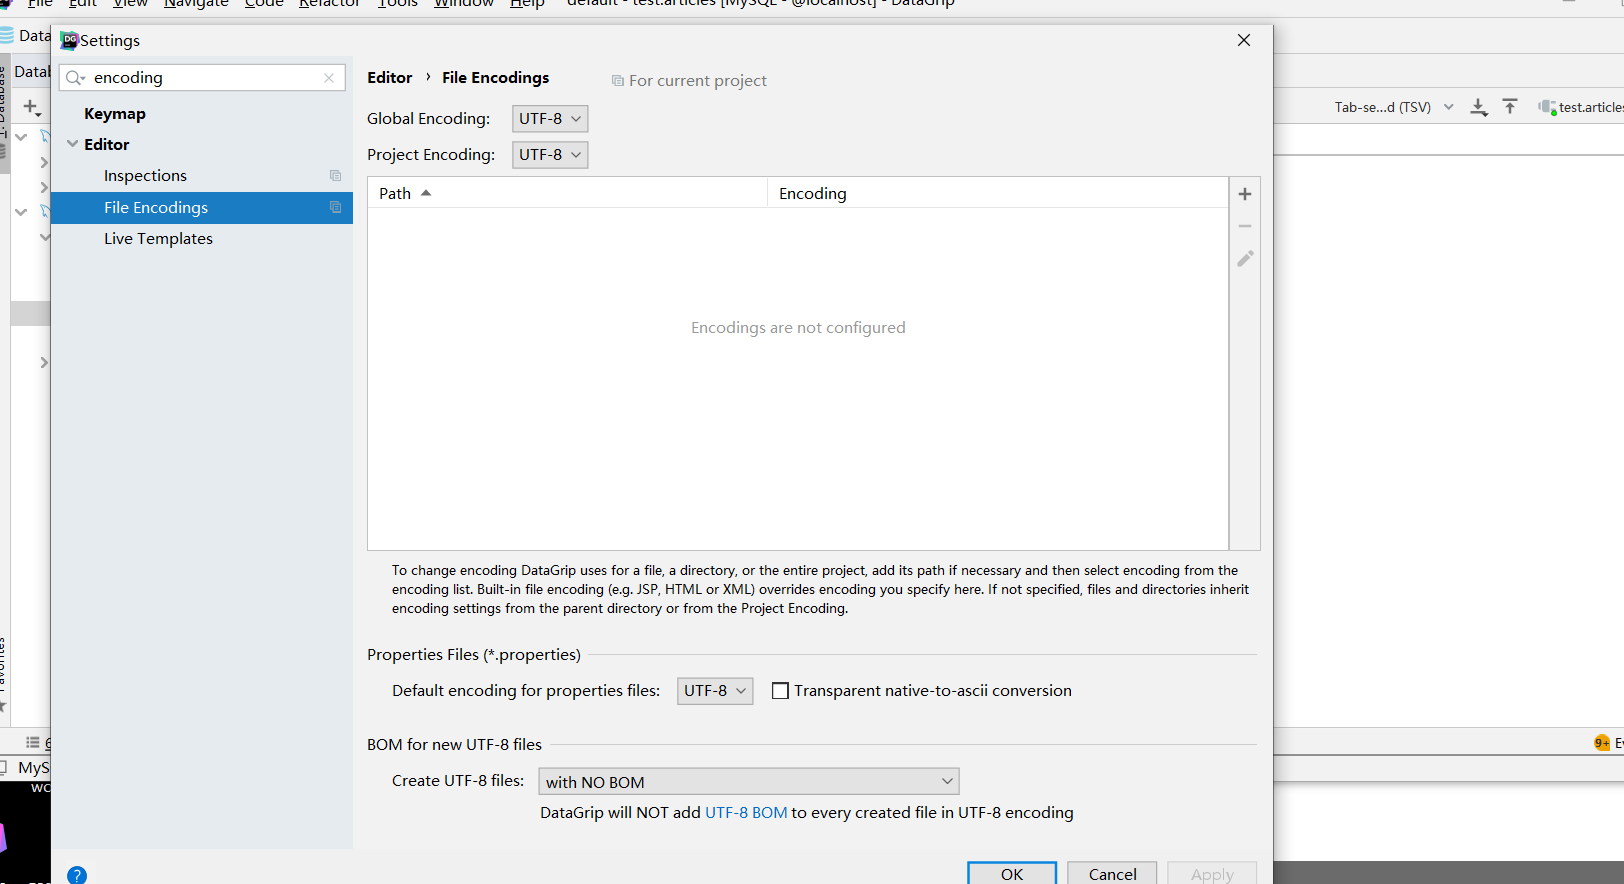 File Edit View Navigate Code Refactor Tools Window Help default - test.articles [MySQL - @localhost] - DataGrip
Data
Settings
Datab
encoding
Editor › File Encodings For current project
Keymap
Global Encoding: UTF-8
Tab-se...d (TSV) test.articles
Editor
Project Encoding: UTF-8
Inspections
Path Encoding
File Encodings
Live Templates
Encodings are not configured
To change encoding DataGrip uses for a file, a directory, or the entire project, add its path if necessary and then select encoding from the
encoding list. Built-in file encoding (e.g. JSP, HTML or XML) overrides encoding you specify here. If not specified, files and directories inherit
encoding settings from the parent directory or from the Project Encoding.
Favorites
Properties Files (*.properties)
Default encoding for properties files: UTF-8 Transparent native-to-ascii conversion
BOM for new UTF-8 files
9+ Ev
MyS
Create UTF-8 files: with NO BOM
DataGrip will NOT add UTF-8 BOM to every created file in UTF-8 encoding
? OK Cancel Apply